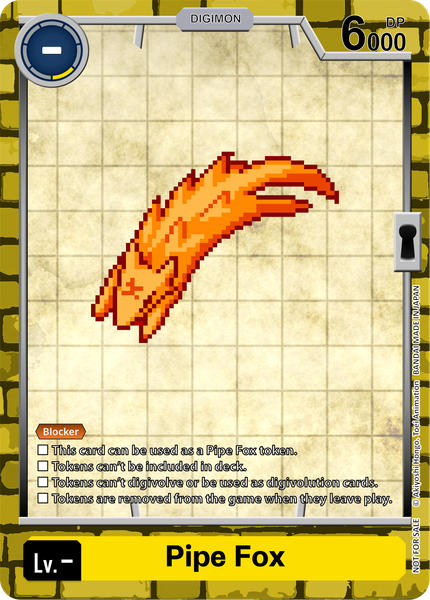 DIGIMON
-
DP
6000
Blocker
□ This card can be used as a Pipe Fox token.
□ Tokens can't be included in deck.
□ Tokens can't digivolve or be used as digivolution cards.
□ Tokens are removed from the game when they leave play.
NOT FOR SALE © Akiyoshi Hongo, Toei Animation BANDAI MADE IN JAPAN
Lv.-
Pipe Fox